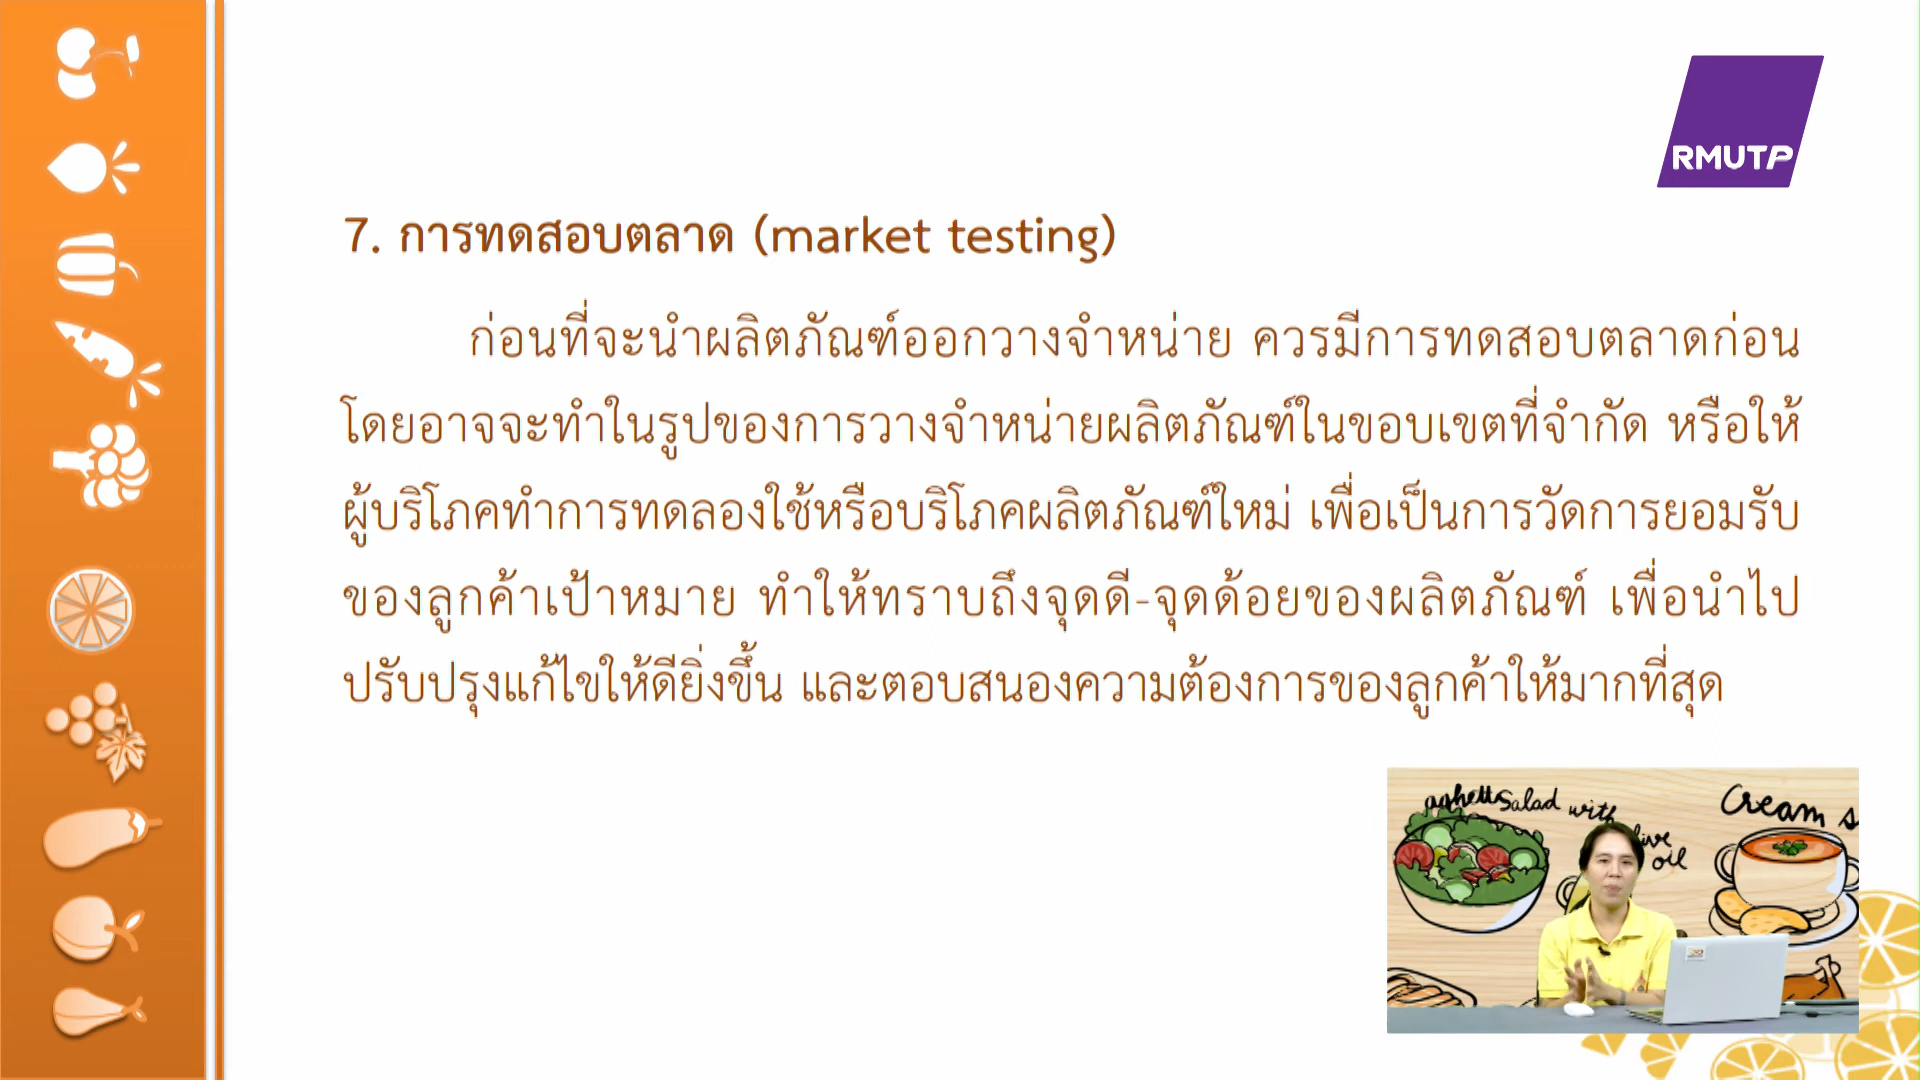 RMUTP
7. การทดสอบตลาด (market testing)
ก่อนที่จะนำผลิตภัณฑ์ออกวางจำหน่าย ควรมีการทดสอบตลาดก่อน
โดยอาจจะทำในรูปของการวางจำหน่ายผลิตภัณฑ์ในขอบเขตที่จำกัด หรือให้
ผู้บริโภคทำการทดลองใช้หรือบริโภคผลิตภัณฑ์ใหม่ เพื่อเป็นการวัดการยอมรับ
ของลูกค้าเป้าหมาย ทำให้ทราบถึงจุดดี-จุดด้อยของผลิตภัณฑ์ เพื่อนำไป
ปรับปรุงแก้ไขให้ดียิ่งขึ้น และตอบสนองความต้องการของลูกค้าให้มากที่สุด
Salad with
oil
Cream s